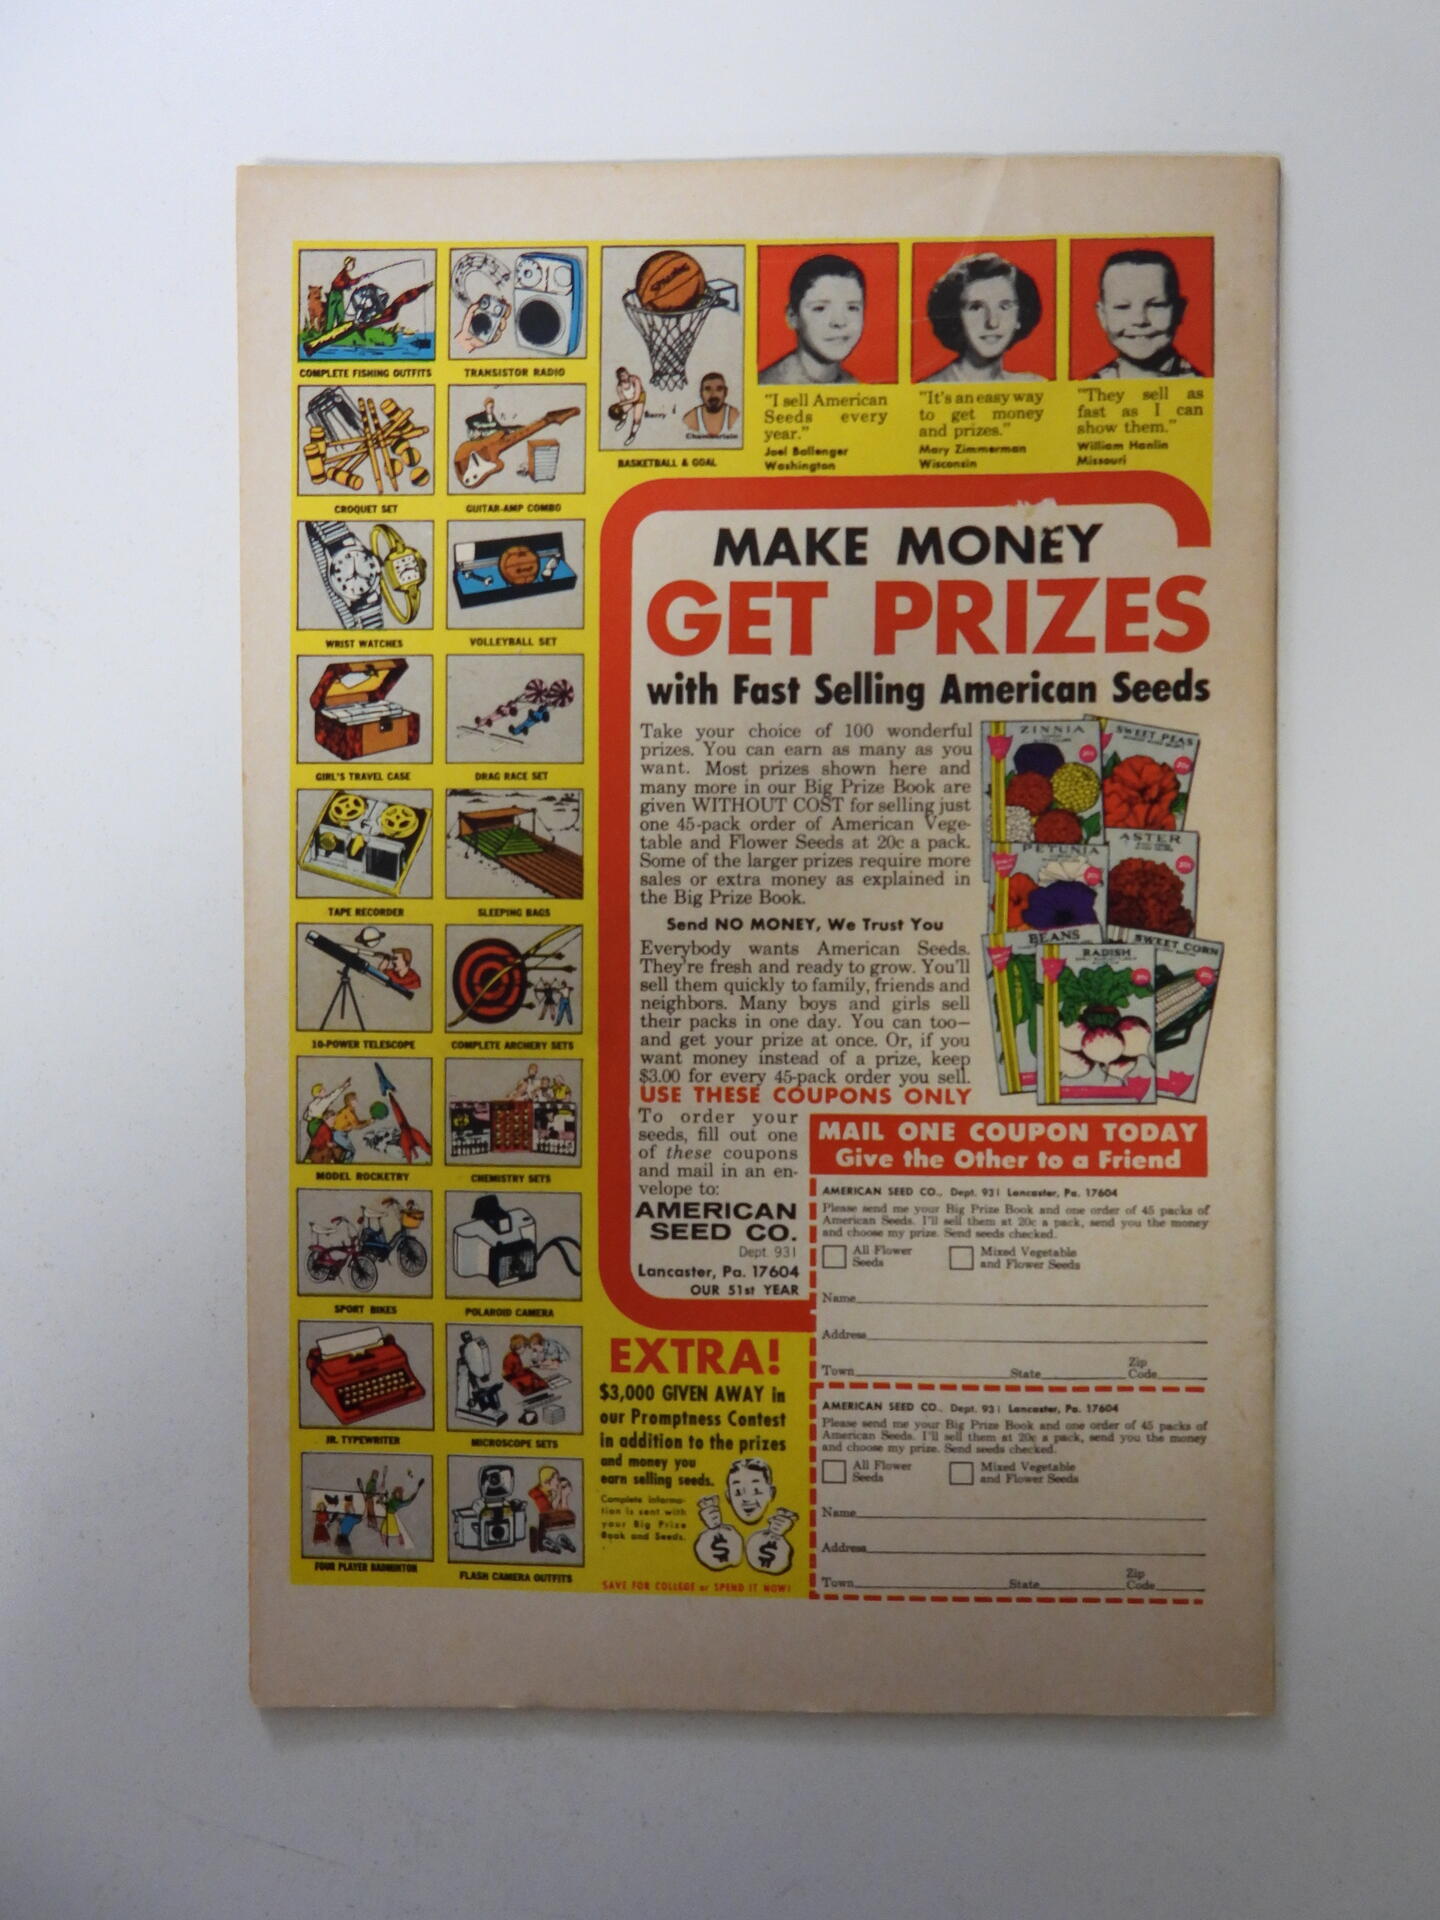 COMPLETE FISHING OUTFITS
TRANSISTOR RADIO
CROQUET SET
GUITAR-AMP COMBO
WRIST WATCHES
VOLLEYBALL SET
GIRL'S TRAVEL CASE
DRAG RACE SET
TAPE RECORDER
SLEEPING BAGS
10-POWER TELESCOPE
COMPLETE ARCHERY SETS
MODEL ROCKETRY
CHEMISTRY SETS
SPORT BIKES
POLAROID CAMERA
JR. TYPEWRITER
MICROSCOPE SETS
FOUR PLAYER BADMINTON
FLASH CAMERA OUTFITS
SPALDING
Barry
Chamberlain
BASKETBALL & GOAL
"I sell American
Seeds every
year."
Joel Ballenger
Washington
"It's an easy way
to get money
and prizes."
Mary Zimmerman
Wisconsin
"They sell as
fast as I can
show them."
William Hanlin
Missouri
MAKE MONEY
GET PRIZES
with Fast Selling American Seeds
Take your choice of 100 wonderful
prizes. You can earn as many as you
want. Most prizes shown here and
many more in our Big Prize Book are
given WITHOUT COST for selling just
one 45-pack order of American Vege-
table and Flower Seeds at 20c a pack.
Some of the larger prizes require more
sales or extra money as explained in
the Big Prize Book.
Send NO MONEY, We Trust You
Everybody wants American Seeds.
They're fresh and ready to grow. You'll
sell them quickly to family, friends and
neighbors. Many boys and girls sell
their packs in one day. You can too—
and get your prize at once. Or, if you
want money instead of a prize, keep
$3.00 for every 45-pack order you sell.
USE THESE COUPONS ONLY
To order your
seeds, fill out one
of these coupons
and mail in an en-
velope to:
AMERICAN
SEED CO.
Dept. 931
Lancaster, Pa. 17604
OUR 51st YEAR
ZINNIA
SWEET PEAS
PETUNIA
ASTER
BEANS
RADISH
SWEET CORN
MAIL ONE COUPON TODAY
Give the Other to a Friend
AMERICAN SEED CO., Dept. 931 Lancaster, Pa. 17604
Please send me your Big Prize Book and one order of 45 packs of
American Seeds. I'll sell them at 20c a pack, send you the money
and choose my prize. Send seeds checked.
All Flower
Seeds
Mixed Vegetable
and Flower Seeds
Name
Address
Town State Zip Code
AMERICAN SEED CO., Dept. 931 Lancaster, Pa. 17604
Please send me your Big Prize Book and one order of 45 packs of
American Seeds. I'll sell them at 20c a pack, send you the money
and choose my prize. Send seeds checked.
All Flower
Seeds
Mixed Vegetable
and Flower Seeds
Name
Address
Town State Zip Code
EXTRA!
$3,000 GIVEN AWAY in
our Promptness Contest
in addition to the prizes
and money you
earn selling seeds.
Complete informa-
tion is sent with
your Big Prize
Book and Seeds.
$ $
SAVE FOR COLLEGE or SPEND IT NOW!